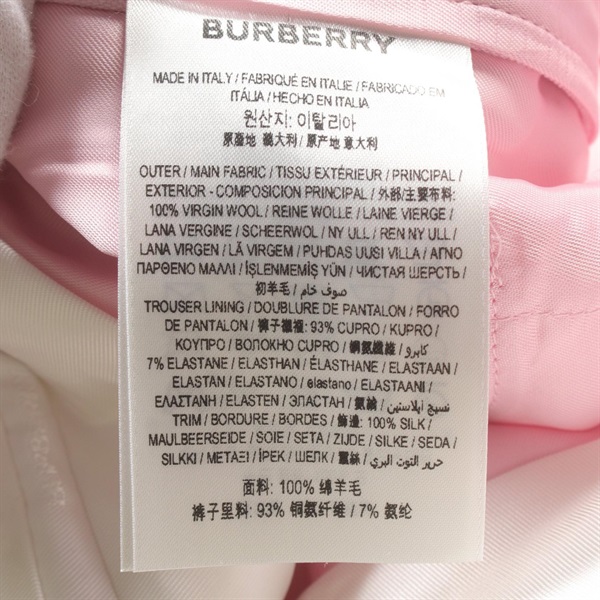 BURBERRY
MADE IN ITALY / FABRIQUÉ EN ITALIE / FABRICADO EM
ITÁLIA / HECHO EN ITALIA
원산지: 이탈리아
原產地 義大利 / 原产地 意大利
OUTER / MAIN FABRIC / TISSU EXTÉRIEUR / PRINCIPAL /
EXTERIOR - COMPOSICION PRINCIPAL / 外部/主要布料:
100% VIRGIN WOOL / REINE WOLLE / LAINE VIERGE /
LANA VERGINE / SCHEERWOL / NY ULL / REN NY ULL /
LANA VIRGEN / LÃ VIRGEM / PUHDAS UUSI VILLA / ΑΓΝΟ
ΠΑΡΘΕΝΟ ΜΑΛΛΙ / İŞLENMEMİŞ YÜN / ЧИСТАЯ ШЕРСТЬ /
初羊毛 / صوف خام /
TROUSER LINING / DOUBLURE DE PANTALON / FORRO
DE PANTALON / 褲子襯裡: 93% CUPRO / KUPRO /
ΚΟΥΠΡΟ / ВОЛОКНО CUPRO / 銅氨纖維 / كابرو /
7% ELASTANE / ELASTHAN / ÉLASTHANE / ELASTAAN /
ELASTAN / ELASTANO / elastano / ELASTAANI /
ΕΛΑΣΤΑΝΗ / ELASTEN / ЭЛАСТАН / 氨綸 / نسيج إيلاستين /
TRIM / BORDURE / BORDES / 飾邊: 100% SILK /
MAULBEERSEIDE / SOIE / SETA / ZIJDE / SILKE / SEDA /
SILKKI / ΜΕΤΑΞΙ / İPEK / ШЕЛК / 蠶絲 / حرير التوت البري /
面料: 100% 绵羊毛
裤子里料: 93% 铜氨纤维 / 7% 氨纶